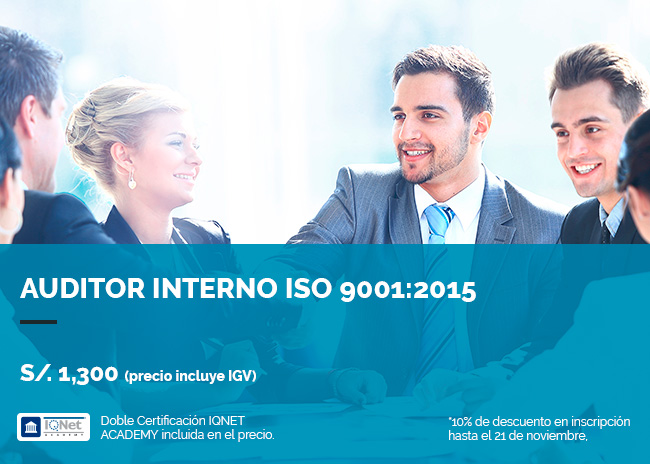 AUDITOR INTERNO ISO 9001:2015
S/. 1,300 (precio incluye IGV)
IQNet
ACADEMY
Doble Certificación IQNET
ACADEMY incluida en el precio.
*10% de descuento en inscripción
hasta el 21 de noviembre,